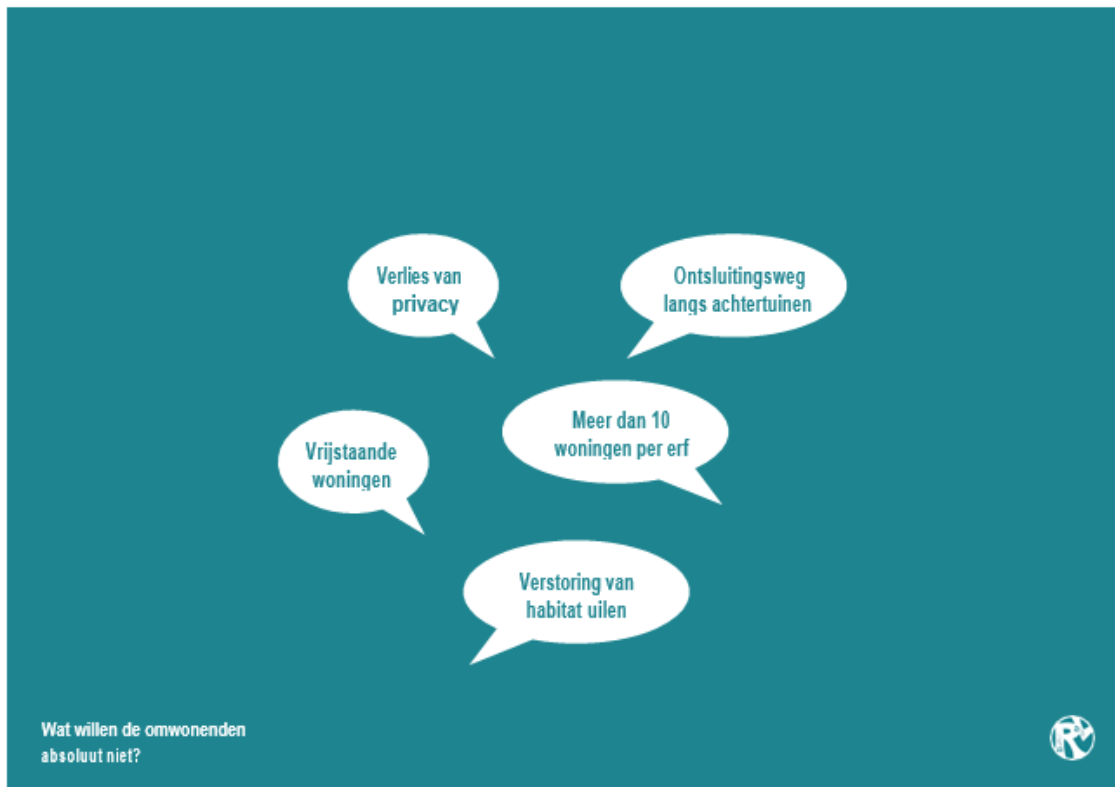 Verlies van
privacy
Ontsluitingsweg
langs achtertuinen
Meer dan 10
woningen per erf
Vrijstaande
woningen
Verstoring van
habitat uilen
Wat willen de omwonenden
absoluut niet?